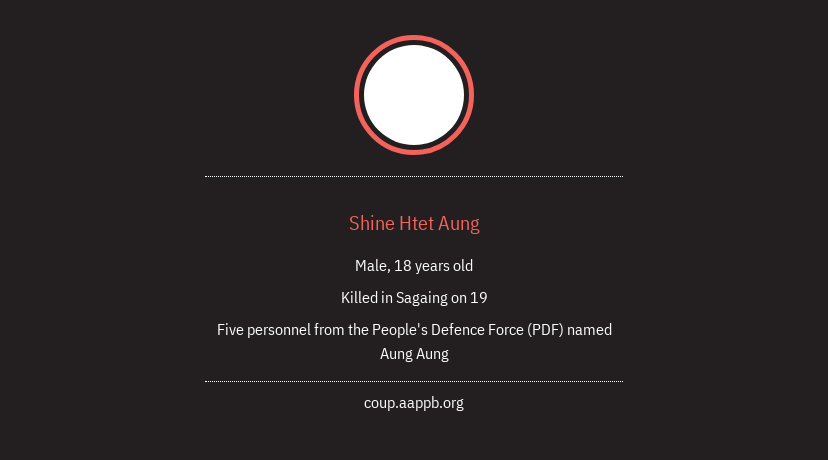 Shine Htet Aung
Male, 18 years old
Killed in Sagaing on 19
Five personnel from the People's Defence Force (PDF) named
Aung Aung
coup.aappb.org